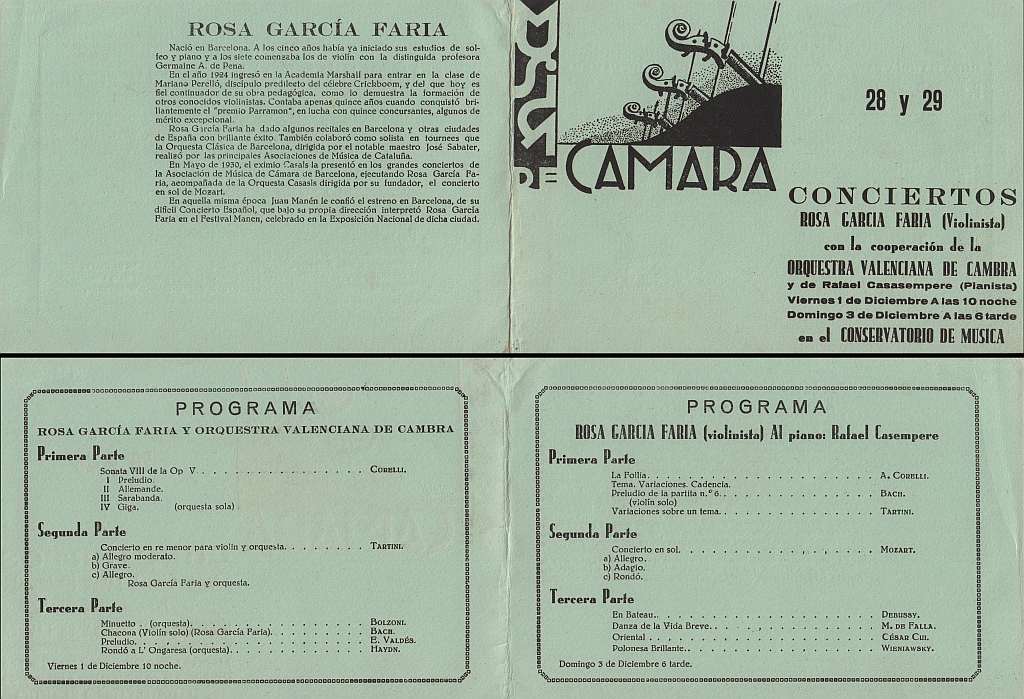 ROSA GARCÍA FARIA
Nació en Barcelona. A los cinco años había ya iniciado sus estudios de sol-
feo y piano y a los siete comenzaba los de violín con la distinguida profesora
Germaine A. de Pena.
En el año 1924 ingresó en la Academia Marshall para entrar en la clase de
Mariano Perelló, discípulo predilecto del célebre Crickboom, y del que hoy es
fiel continuador de su obra pedagógica, como lo demuestra la formación de
otros conocidos violinistas. Contaba apenas quince años cuando conquistó bri-
llantemente el "premio Parramon", en lucha con quince concursantes, algunos de
mérito excepcional.
Rosa García Faria ha dado algunos recitales en Barcelona y otras ciudades
de España con brillante éxito. También colaboró como solista en tournees que
la Orquesta Clásica de Barcelona, dirigida por el notable maestro José Sabater,
realizó por las principales Asociaciones de Música de Cataluña.
En Mayo de 1930, el eximio Casals la presentó en los grandes conciertos de
la Asociación de Música de Cámara de Barcelona, ejecutando Rosa García Fa-
ria, acompañada de la Orquesta Casals dirigida por su fundador, el concierto
en sol de Mozart.
En aquella misma época Juan Manén le confió el estreno en Barcelona, de su
difícil Concierto Español, que bajo su propia dirección interpretó Rosa García
Faria en el Festival Manen, celebrado en la Exposición Nacional de dicha ciudad.
DE CAMARA
28 y 29
CONCIERTOS
ROSA GARCIA FARIA (Violinista)
con la cooperación de la
ORQUESTRA VALENCIANA DE CAMBRA
y de Rafael Casasempere (Pianista)
Viernes 1 de Diciembre A las 10 noche
Domingo 3 de Diciembre A las 6 tarde
en el CONSERVATORIO DE MUSICA
PROGRAMA
ROSA GARCÍA FARIA Y ORQUESTRA VALENCIANA DE CAMBRA
Primera Parte
Sonata VIII de la Op V . . . . . . . . . . . . . . . CORELLI.
I Preludio.
II Allemande.
III Sarabanda.
IV Giga. (orquesta sola)
Segunda Parte
Concierto en re menor para violín y orquesta. . . . . . . . TARTINI.
a) Allegro moderato.
b) Grave.
c) Allegro.
Rosa García Faria y orquesta.
Tercera Parte
Minuetto . (orquesta). . . . . . . . . . . . . . . . BOLZONI.
Chacona (Violín solo) (Rosa García Faria). . . . . . . . . BACH.
Preludio. . . . . . . . . . . . . . . . . . . . . E. VALDÉS.
Rondó a L' Ongaresa (orquesta). . . . . . . . . . . . HAYDN.
Viernes 1 de Diciembre 10 noche.
PROGRAMA
ROSA GARCIA FARIA (violinista) Al piano: Rafael Casempere
Primera Parte
La Follia. . . . . . . . . . . . . . . . . . . . A. CORELLI.
Tema. Variaciones. Cadencia.
Preludio de la partita n.º 6. . . . . . . . . . . . . . BACH.
(violín solo)
Variaciones sobre un tema. . . . . . . . . . . . . . TARTINI.
Segunda Parte
Concierto en sol. . . . . . . . . . . . . . . . . . MOZART.
a) Allegro.
b) Adagio.
c) Rondó.
Tercera Parte
En Bateau. . . . . . . . . . . . . . . . . . . . DEBUSSY.
Danza de la Vida Breve. . . . . . . . . . . . . . . M. DE FALLA.
Oriental . . . . . . . . . . . . . . . . . . . . CÉSAR CUI.
Polonesa Brillante. . . . . . . . . . . . . . . . . WIENIAWSKY.
Domingo 3 de Diciembre 6 tarde.